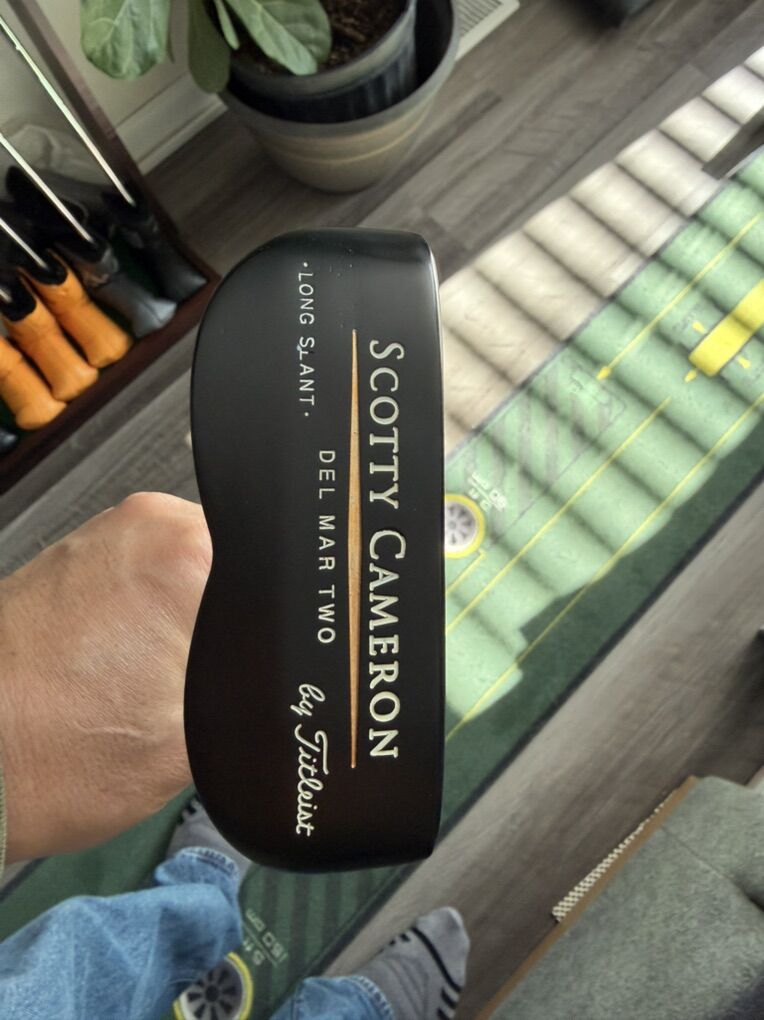 SCOTTY CAMERON
DEL MAR TWO
by Titleist
• LONG SLANT •